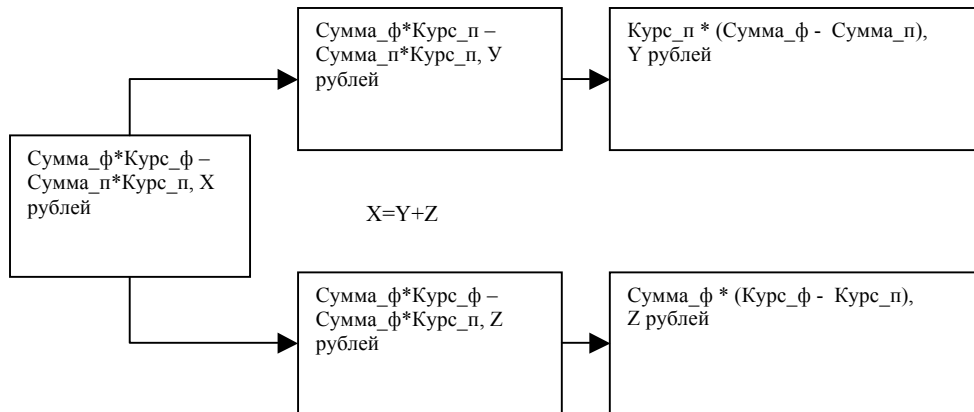 Сумма_ф*Курс_п –
Сумма_п*Курс_п, У
рублей
Курс_п * (Сумма_ф - Сумма_п),
Y рублей
Сумма_ф*Курс_ф –
Сумма_п*Курс_п, X
рублей
X=Y+Z
Сумма_ф*Курс_ф –
Сумма_ф*Курс_п, Z
рублей
Сумма_ф * (Курс_ф - Курс_п),
Z рублей